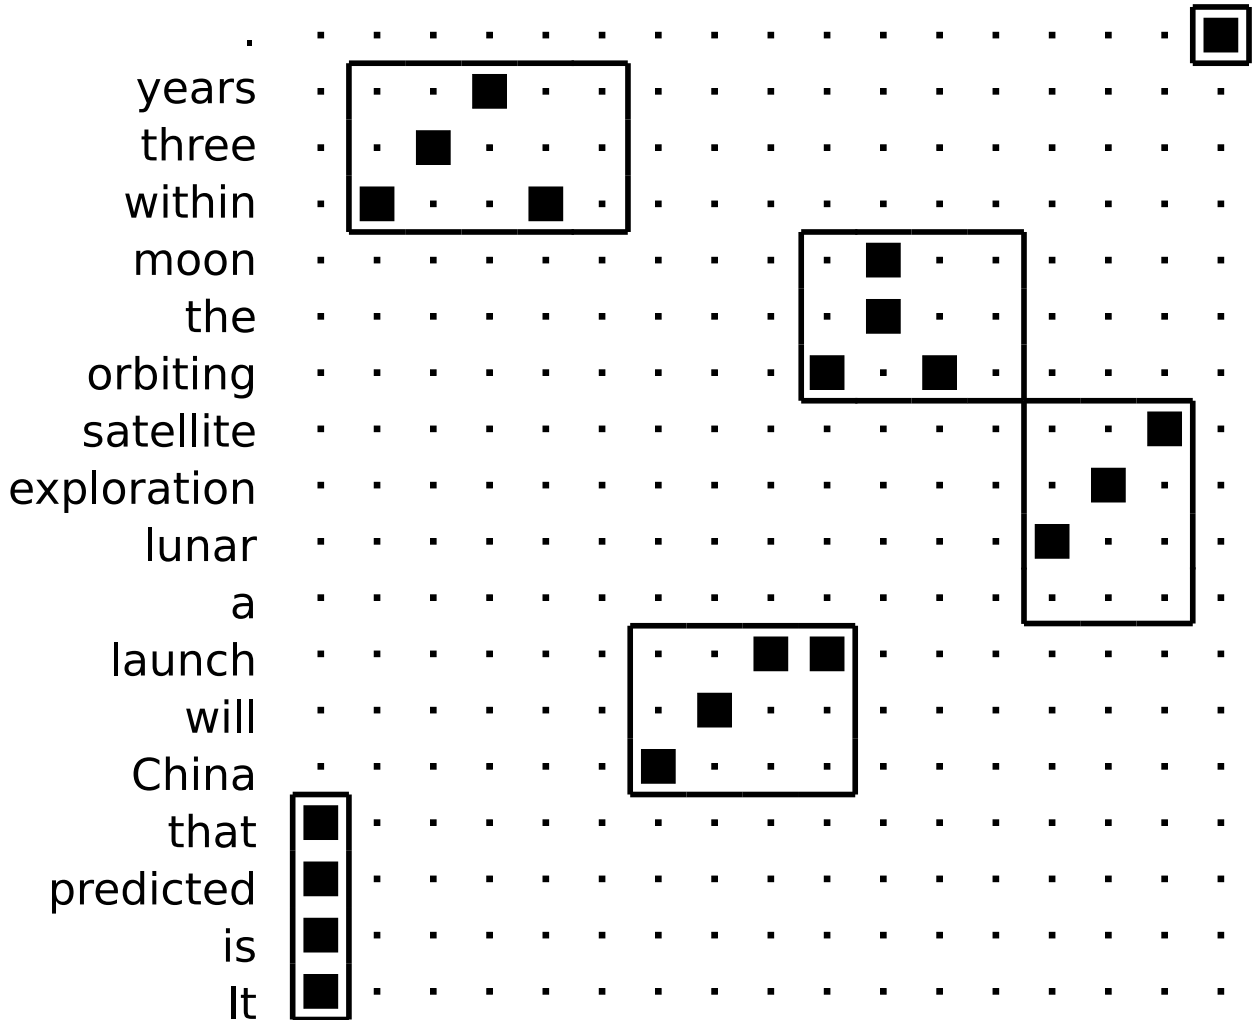 .
years
three
within
moon
the
orbiting
satellite
exploration
lunar
a
launch
will
China
that
predicted
is
It